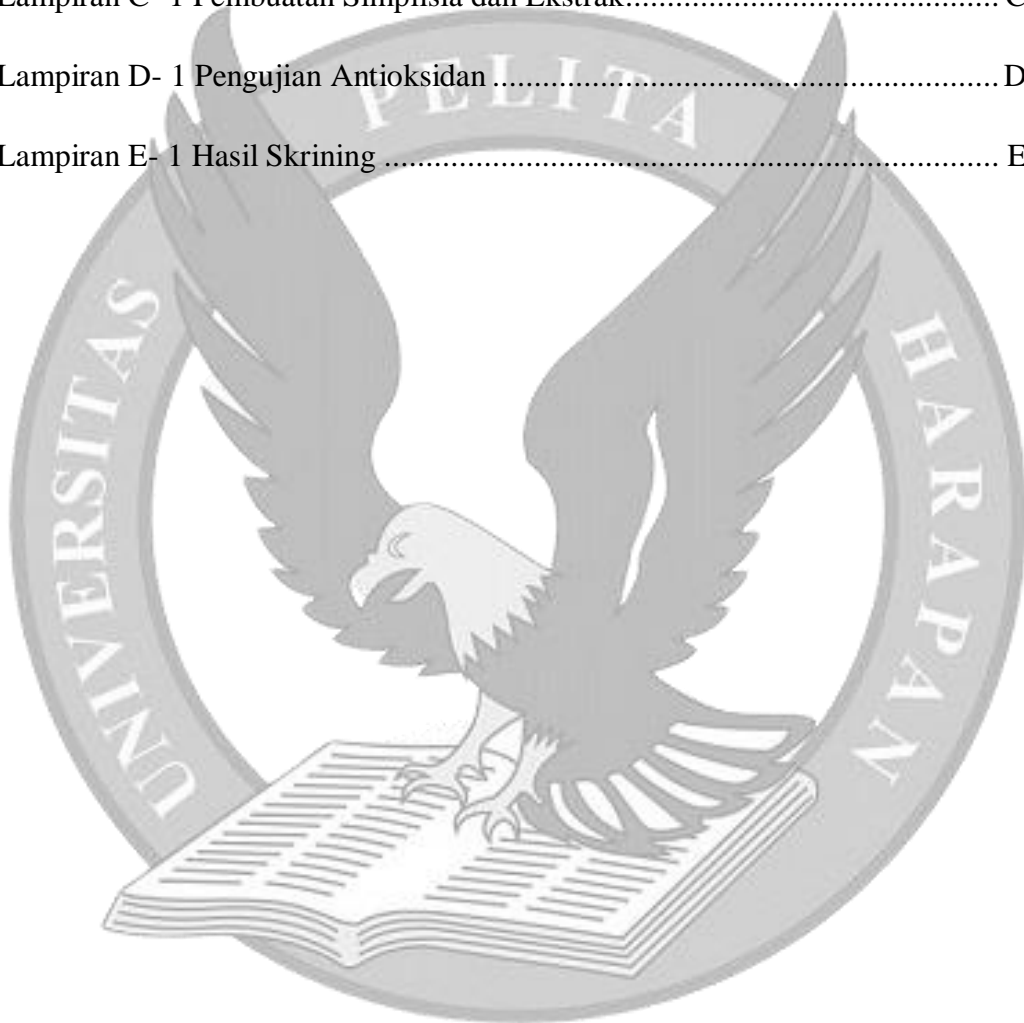 Lampiran C- 1 Pembuatan Simplisia dan Ekstrak.............................................. C
Lampiran D- 1 Pengujian Antioksidan .............................................................. D
Lampiran E- 1 Hasil Skrining ........................................................................... E
UNIVERSITAS PELITA HARAPAN